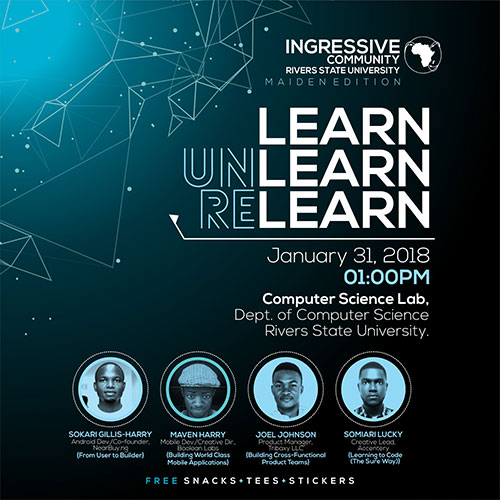 INGRESSIVE
COMMUNITY
RIVERS STATE UNIVERSITY
MAIDEN EDITION
LEARN
UNLEARN
RELEARN
January 31, 2018
01:00PM
Computer Science Lab,
Dept. of Computer Science
Rivers State University.
SOKARI GILLIS-HARRY
Android Dev/Co-founder,
NearBuy.ng
(From User to Builder)
MAVEN HARRY
Mobile Dev/Creative Dir.,
Boolean Labs
(Building World Class
Mobile Applications)
JOEL JOHNSON
Product Manager,
Tribaxy LLC
(Building Cross-Functional
Product Teams)
SOMIARI LUCKY
Creative Lead,
Accentery
(Learning to Code
(The Sure Way))
FREE SNACKS+TEES+STICKERS